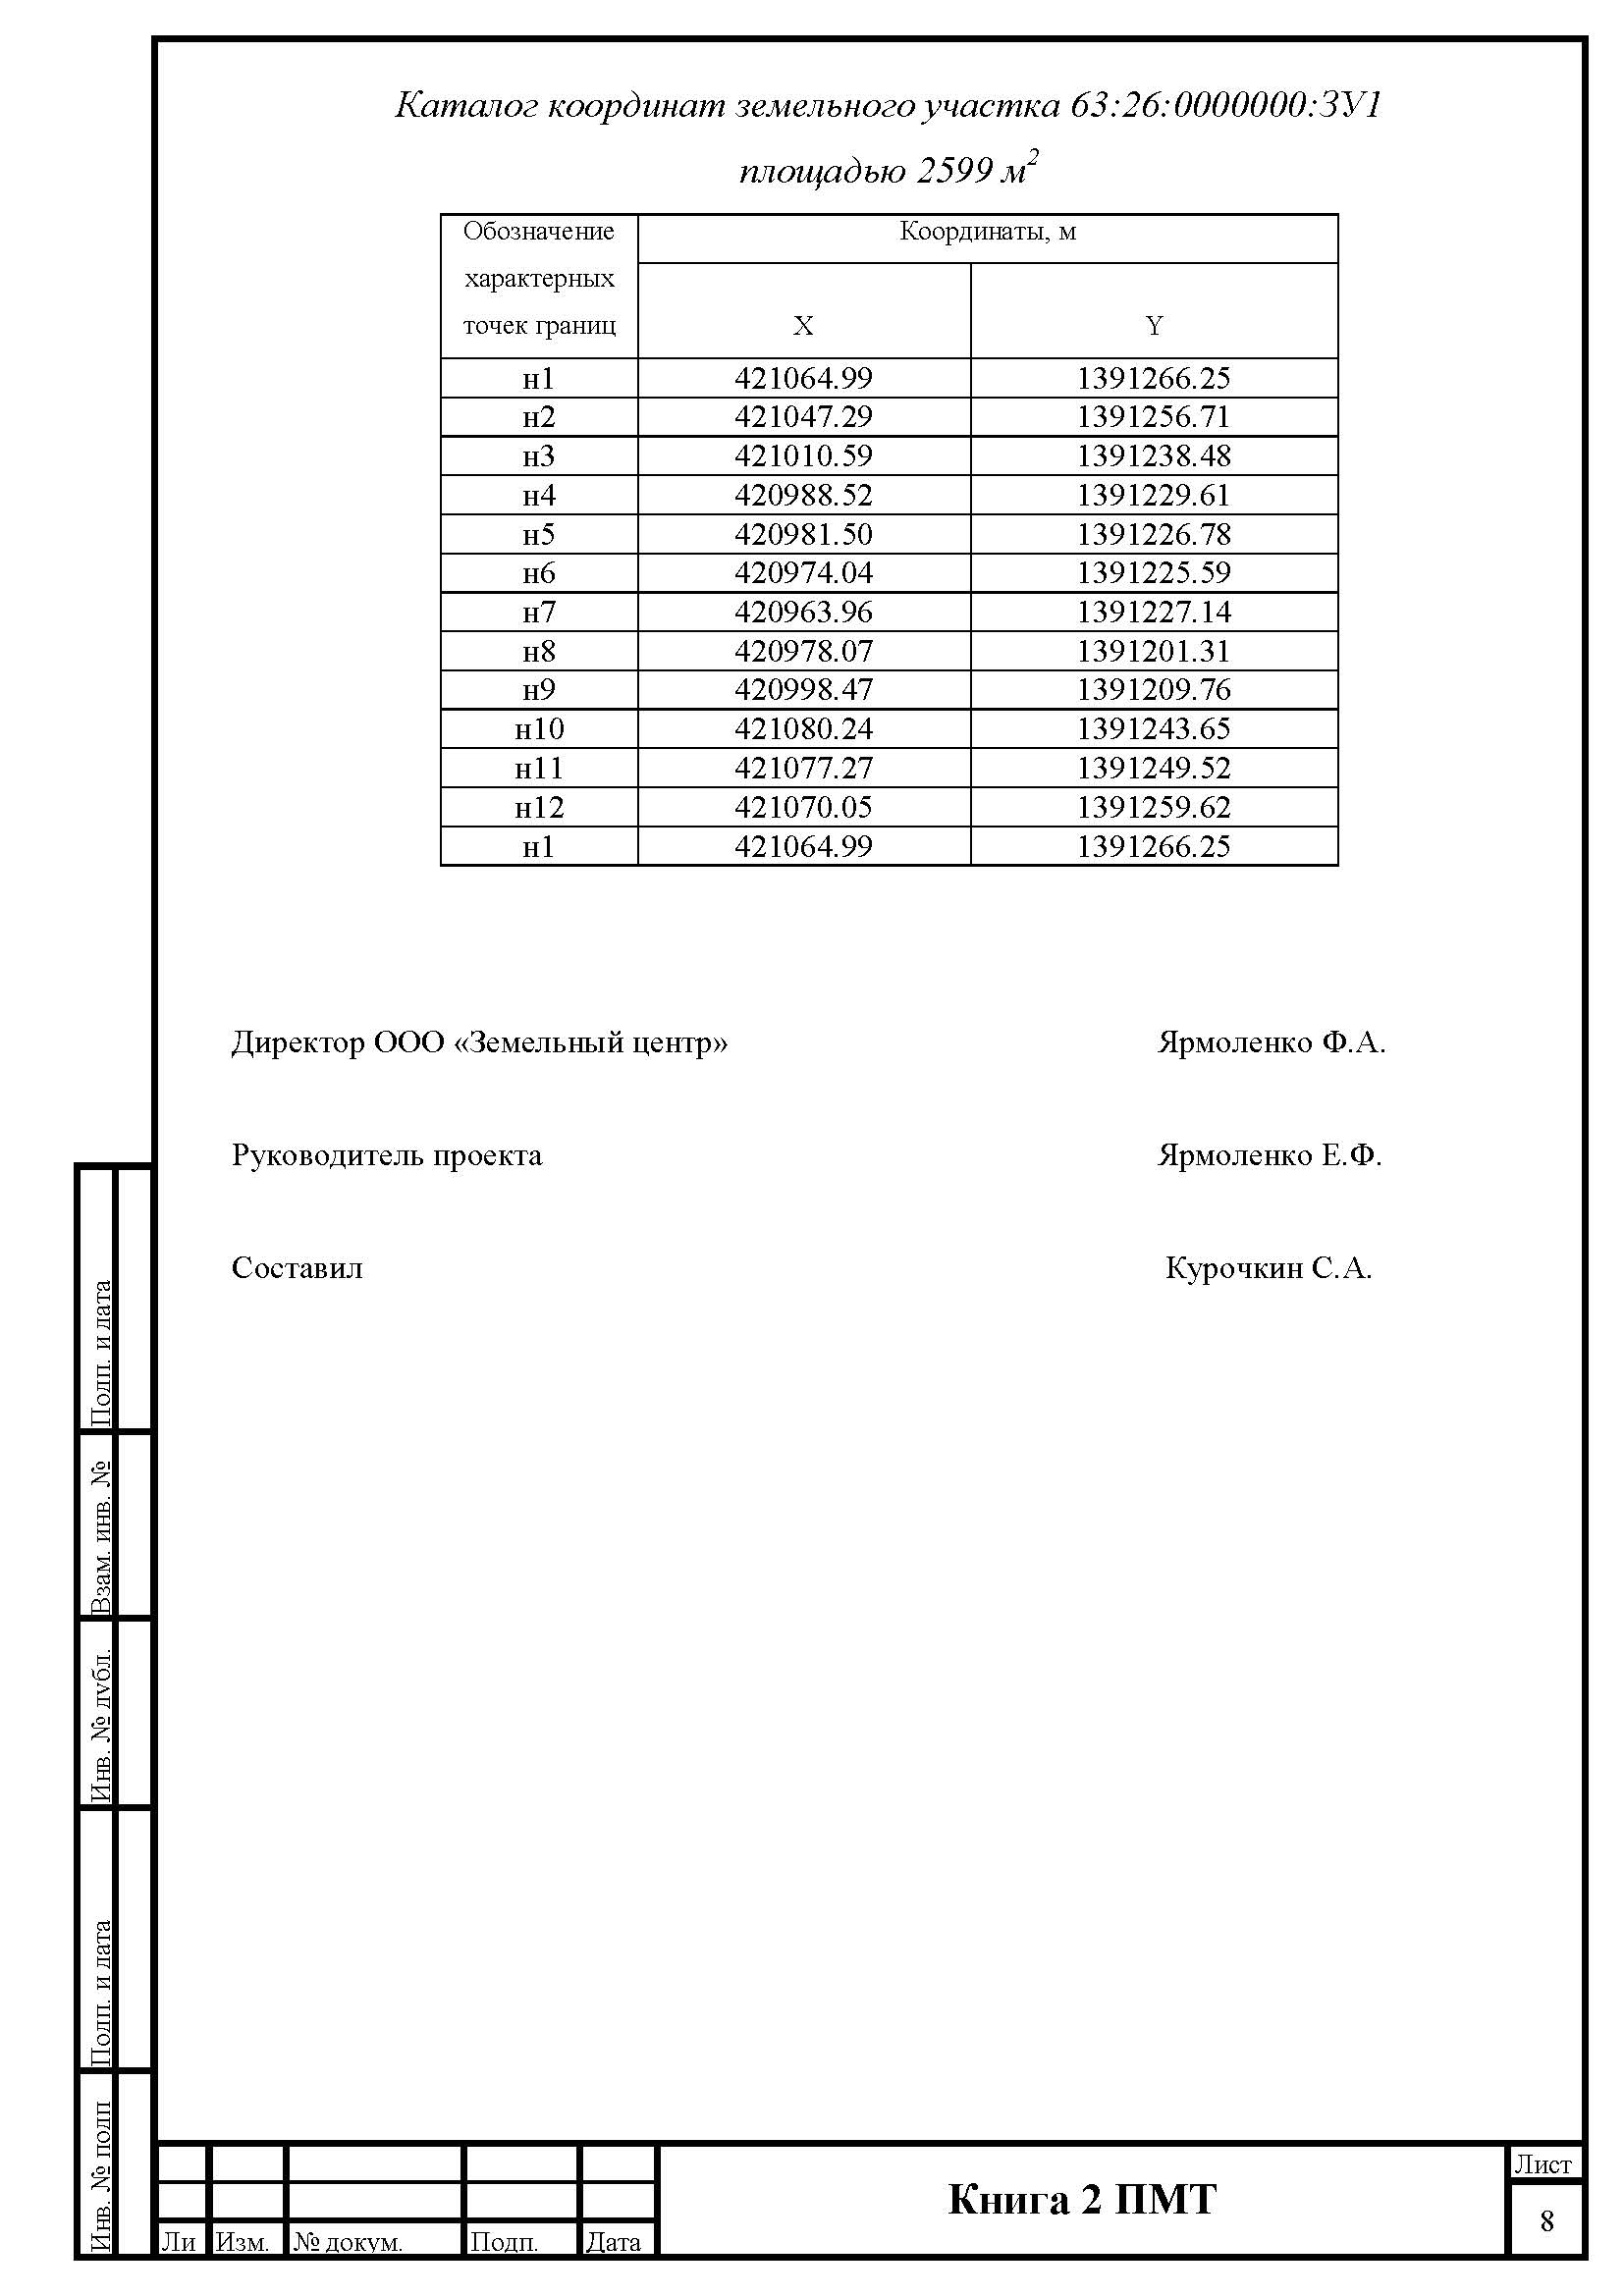 Каталог координат земельного участка 63:26:0000000:ЗУ1
площадью 2599 м²
Обозначение характерных точек границ
Координаты, м
X Y
н1 421064.99 1391266.25
н2 421047.29 1391256.71
н3 421010.59 1391238.48
н4 420988.52 1391229.61
н5 420981.50 1391226.78
н6 420974.04 1391225.59
н7 420963.96 1391227.14
н8 420978.07 1391201.31
н9 420998.47 1391209.76
н10 421080.24 1391243.65
н11 421077.27 1391249.52
н12 421070.05 1391259.62
н1 421064.99 1391266.25
Директор ООО «Земельный центр» Ярмоленко Ф.А.
Руководитель проекта Ярмоленко Е.Ф.
Составил Курочкин С.А.
Подп. и дата
Взам. инв. №
Инв. № дубл.
Подп. и дата
Инв. № подп
Ли Изм. № докум. Подп. Дата
Книга 2 ПМТ
Лист
8